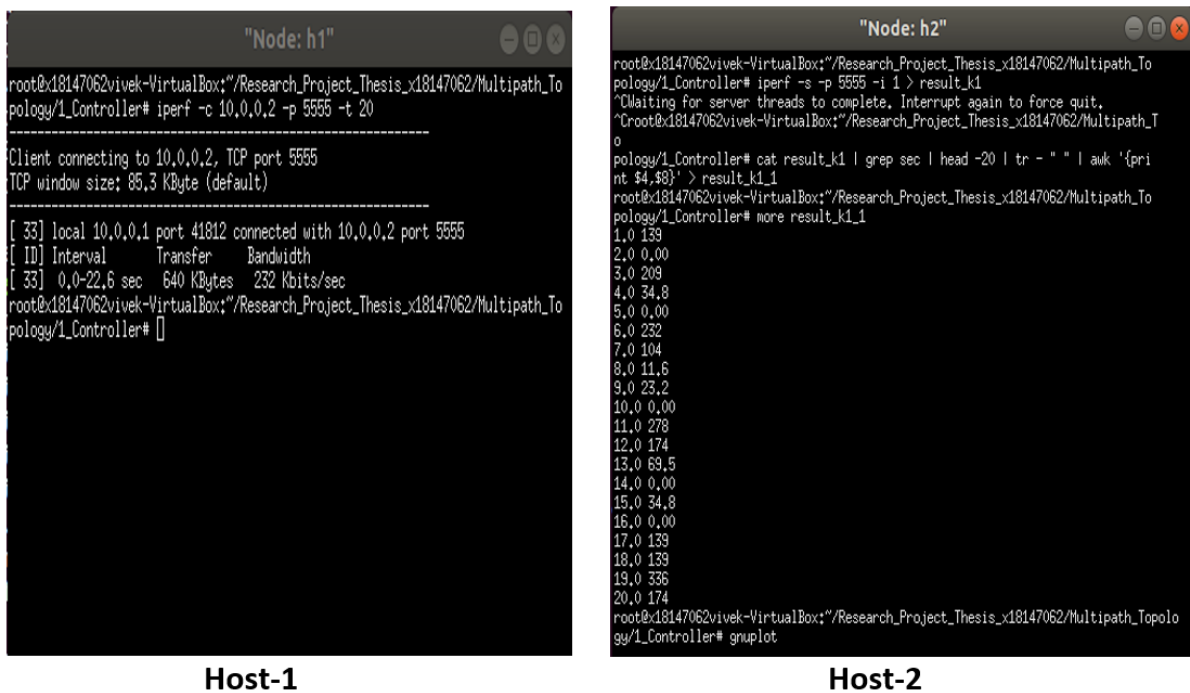 "Node: h1"
root@x18147062vivek-VirtualBox:~/Research_Project_Thesis_x18147062/Multipath_To
pology/1_Controller# iperf -c 10.0.0.2 -p 5555 -t 20
------------------------------------------------------------
Client connecting to 10.0.0.2, TCP port 5555
TCP window size: 85.3 KByte (default)
------------------------------------------------------------
[ 33] local 10.0.0.1 port 41812 connected with 10.0.0.2 port 5555
[ ID] Interval       Transfer     Bandwidth
[ 33]  0.0-22.6 sec   640 KBytes   232 Kbits/sec
root@x18147062vivek-VirtualBox:~/Research_Project_Thesis_x18147062/Multipath_To
pology/1_Controller#
Host-1
"Node: h2"
root@x18147062vivek-VirtualBox:~/Research_Project_Thesis_x18147062/Multipath_To
pology/1_Controller# iperf -s -p 5555 -i 1 > result_k1
^CWaiting for server threads to complete. Interrupt again to force quit.
^Croot@x18147062vivek-VirtualBox:~/Research_Project_Thesis_x18147062/Multipath_T
o
pology/1_Controller# cat result_k1 | grep sec | head -20 | tr - " " | awk '{pri
nt $4,$8}' > result_k1_1
root@x18147062vivek-VirtualBox:~/Research_Project_Thesis_x18147062/Multipath_To
pology/1_Controller# more result_k1_1
1.0 139
2.0 0.00
3.0 209
4.0 34.8
5.0 0.00
6.0 232
7.0 104
8.0 11.6
9.0 23.2
10.0 0.00
11.0 278
12.0 174
13.0 69.5
14.0 0.00
15.0 34.8
16.0 0.00
17.0 139
18.0 139
19.0 336
20.0 174
root@x18147062vivek-VirtualBox:~/Research_Project_Thesis_x18147062/Multipath_Topolo
gy/1_Controller# gnuplot
Host-2